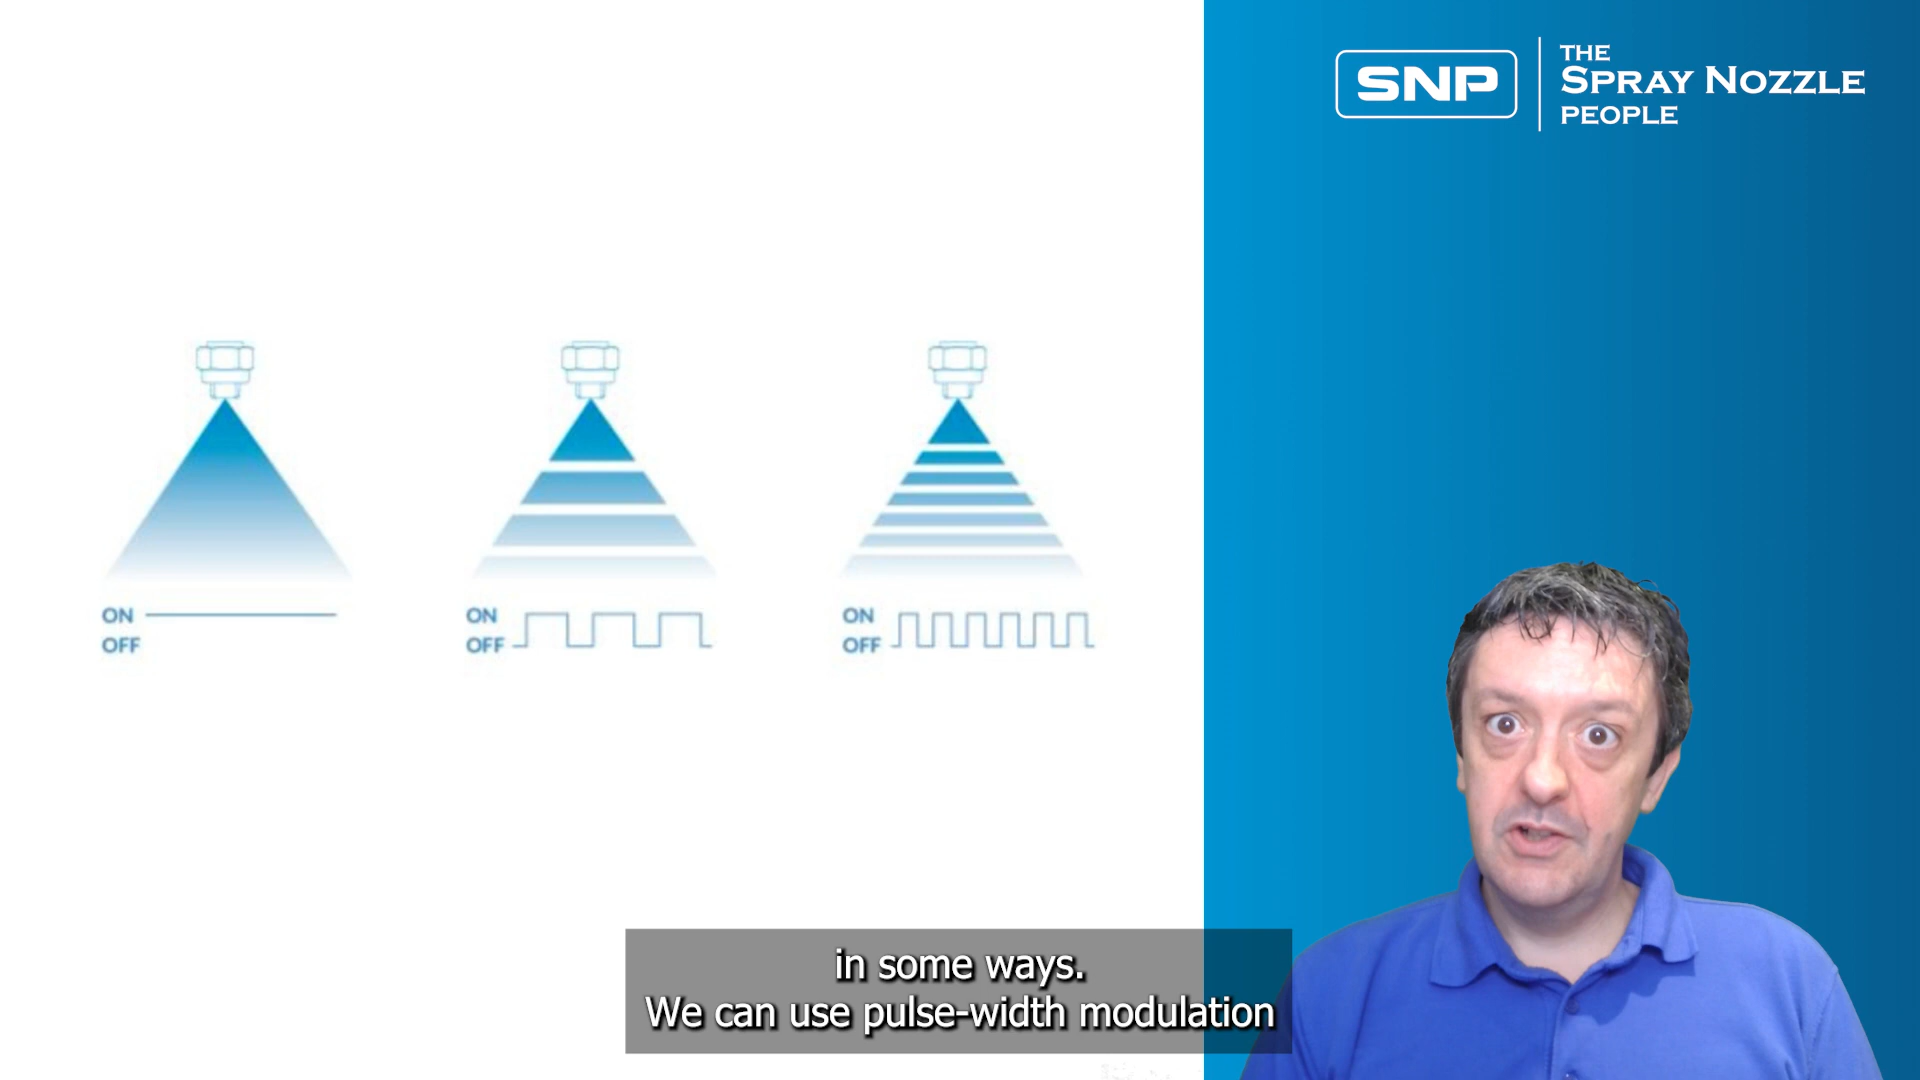 SNP
THE
SPRAY NOZZLE
PEOPLE
ON
OFF
ON
OFF
ON
OFF
in some ways.
We can use pulse-width modulation